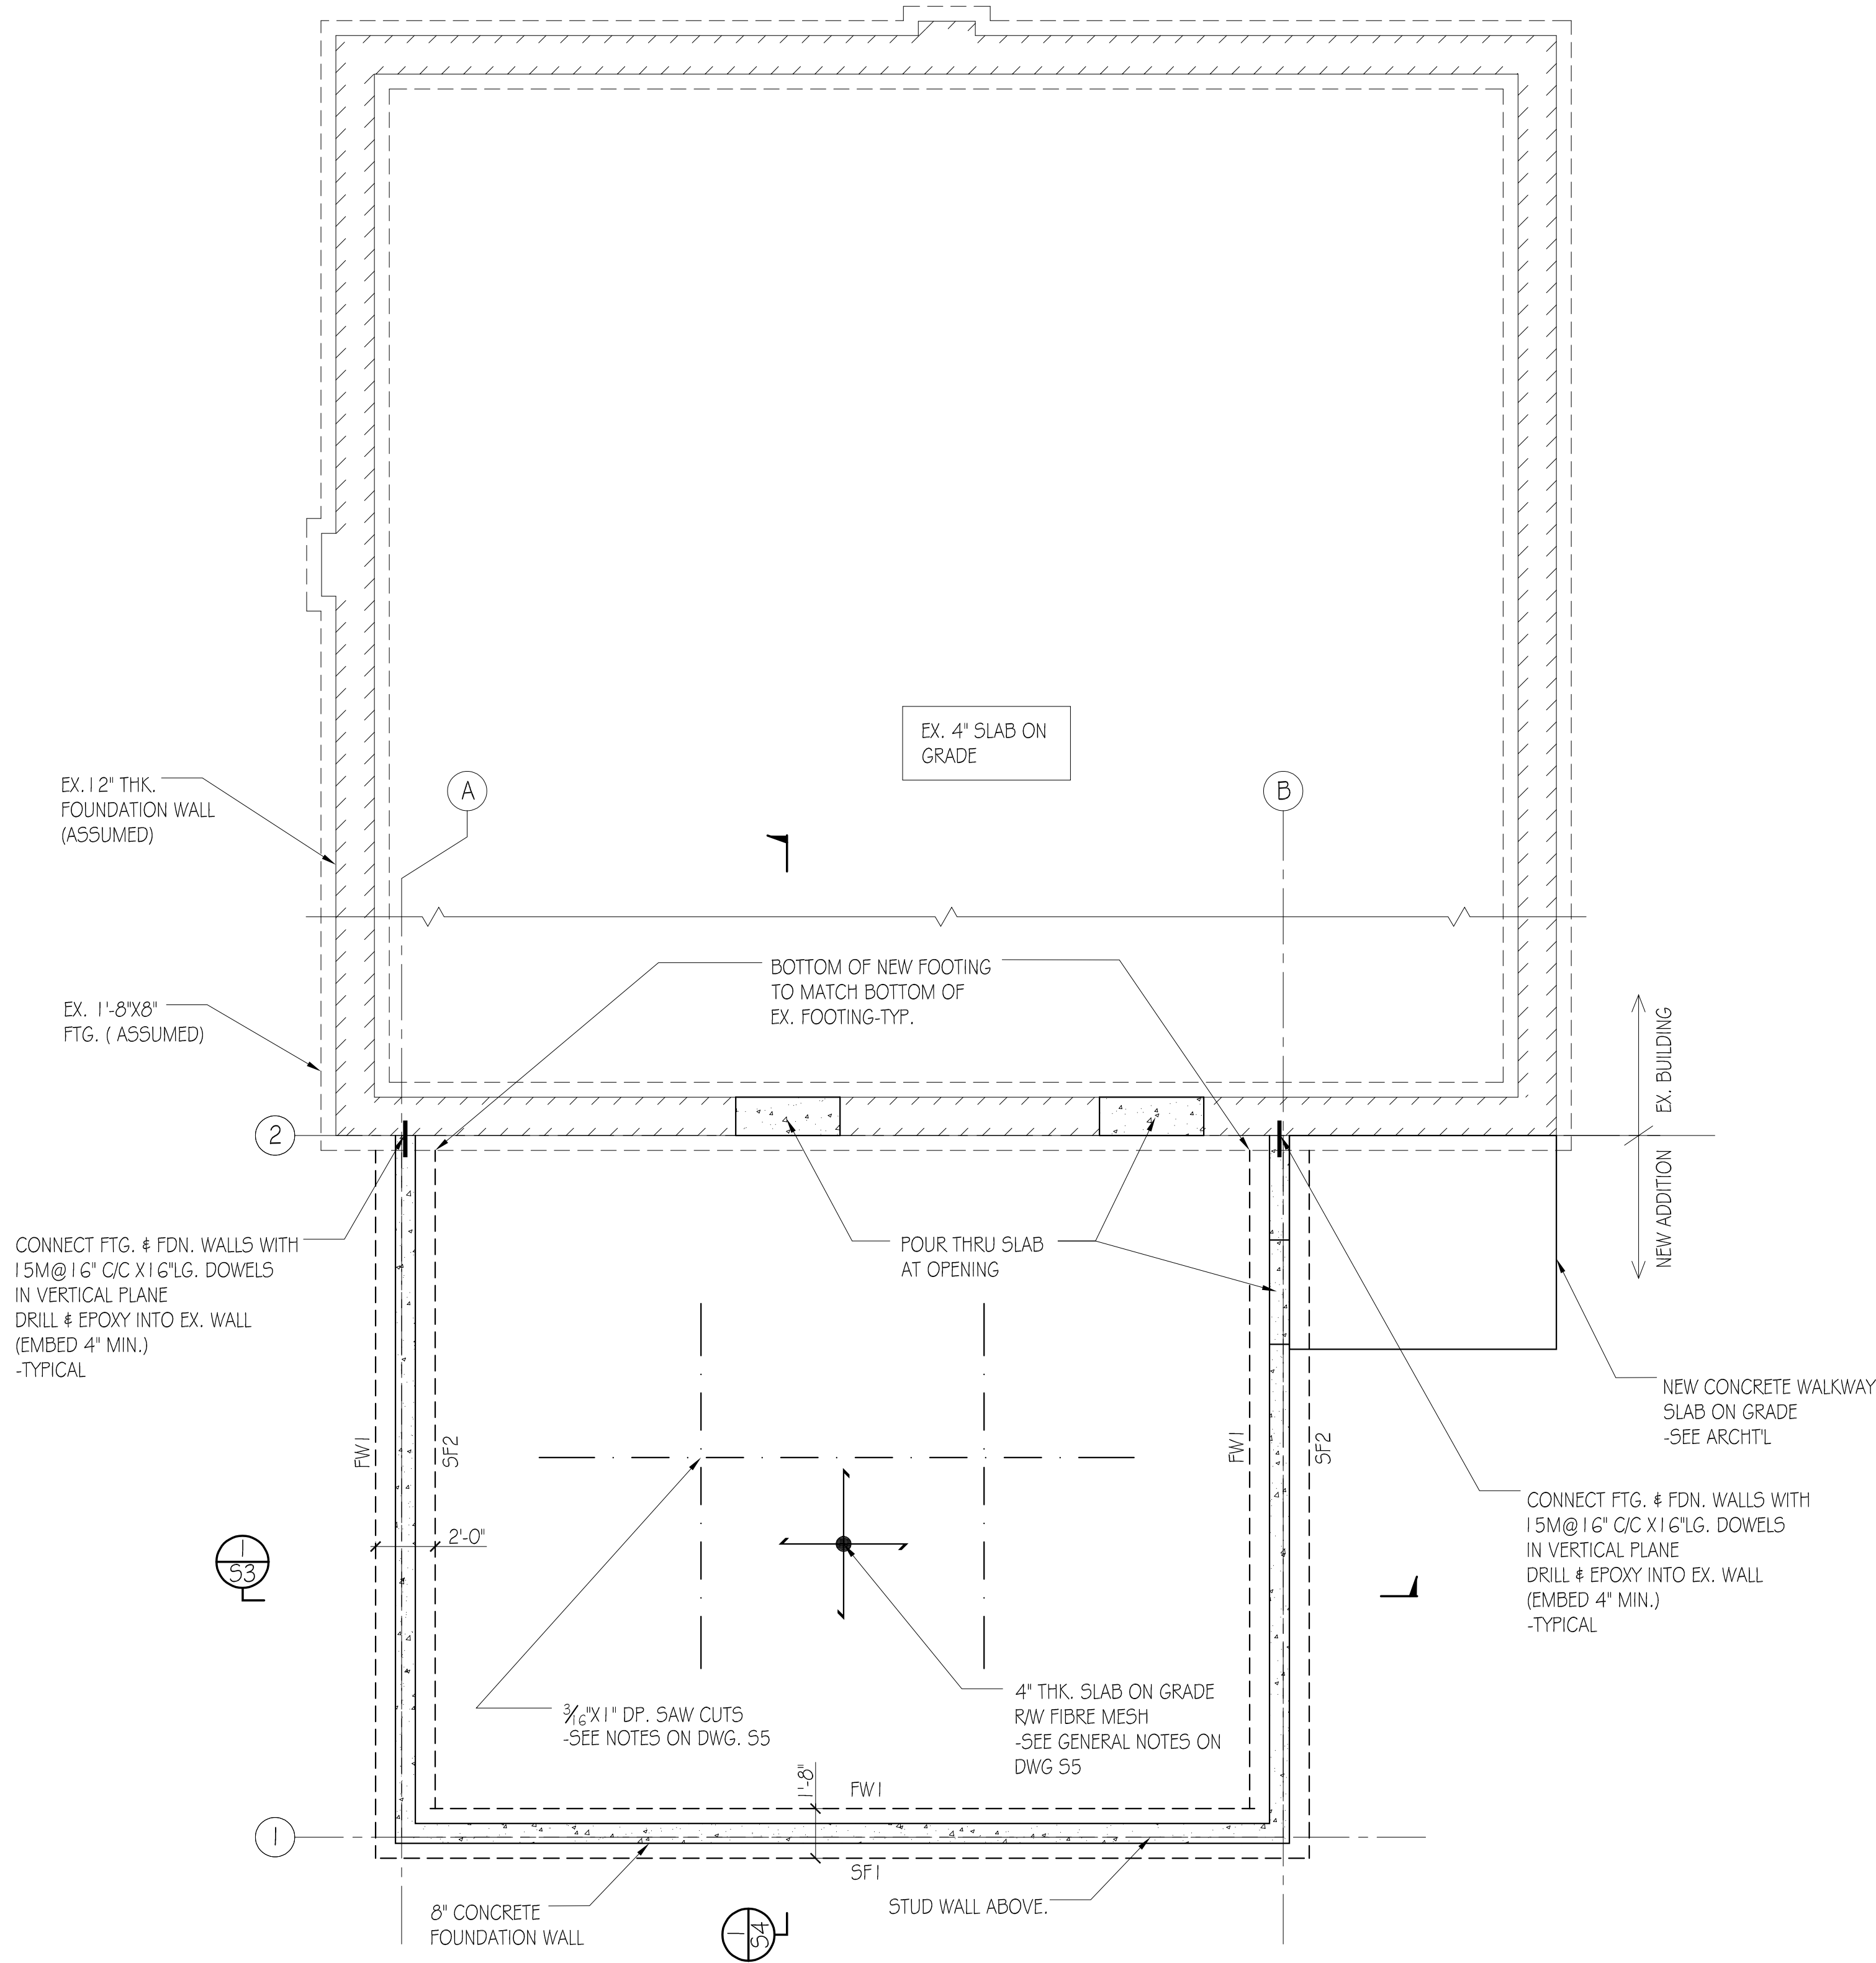 EX. 4" SLAB ON
GRADE
EX.12" THK.
FOUNDATION WALL
(ASSUMED)
A
B
BOTTOM OF NEW FOOTING
TO MATCH BOTTOM OF
EX. FOOTING-TYP.
EX. 1'-8"X8"
FTG. ( ASSUMED)
EX. BUILDING
NEW ADDITION
2
CONNECT FTG. & FDN. WALLS WITH
15M@16" C/C X16"LG. DOWELS
IN VERTICAL PLANE
DRILL & EPOXY INTO EX. WALL
(EMBED 4" MIN.)
-TYPICAL
POUR THRU SLAB
AT OPENING
NEW CONCRETE WALKWAY
SLAB ON GRADE
-SEE ARCHT'L
FW1
SF2
FW1
SF2
CONNECT FTG. & FDN. WALLS WITH
15M@16" C/C X16"LG. DOWELS
IN VERTICAL PLANE
DRILL & EPOXY INTO EX. WALL
(EMBED 4" MIN.)
-TYPICAL
2'-0"
1
S3
3/16"X1" DP. SAW CUTS
-SEE NOTES ON DWG. S5
4" THK. SLAB ON GRADE
R/W FIBRE MESH
-SEE GENERAL NOTES ON
DWG S5
1'-8"
FW1
1
SF1
8" CONCRETE
FOUNDATION WALL
STUD WALL ABOVE.
1
S4